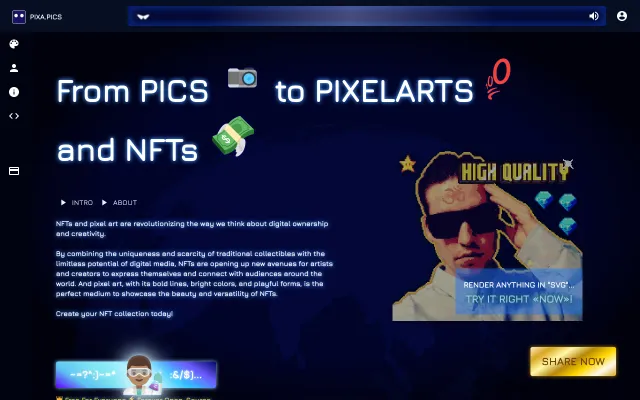 PIXA.PICS
From PICS to PIXELARTS
and NFTs
INTRO ABOUT
NFTs and pixel art are revolutionizing the way we think about digital ownership
and creativity.
By combining the uniqueness and scarcity of traditional collectibles with the
limitless potential of digital media, NFTs are opening up new avenues for artists
and creators to express themselves and connect with audiences around the
world. And pixel art, with its bold lines, bright colors, and playful forms, is the
perfect medium to showcase the beauty and versatility of NFTs.
Create your NFT collection today!
HIGH QUALITY
RENDER ANYTHING IN "SVG"...
TRY IT RIGHT «NOW»!
SHARE NOW